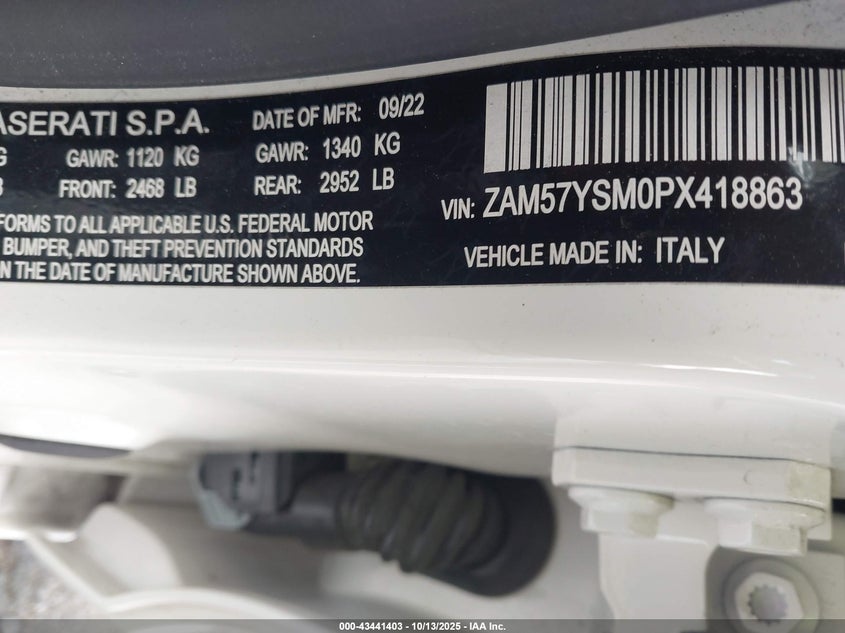 ASERATI S.P.A. DATE OF MFR: 09/22
G GAWR: 1120 KG GAWR: 1340 KG
FRONT: 2468 LB REAR: 2952 LB
VIN: ZAM57YSM0PX418863
FORMS TO ALL APPLICABLE U.S. FEDERAL MOTOR
BUMPER, AND THEFT PREVENTION STANDARDS
N THE DATE OF MANUFACTURE SHOWN ABOVE.
VEHICLE MADE IN: ITALY
000-43441403 - 10/13/2025 - IAA Inc.